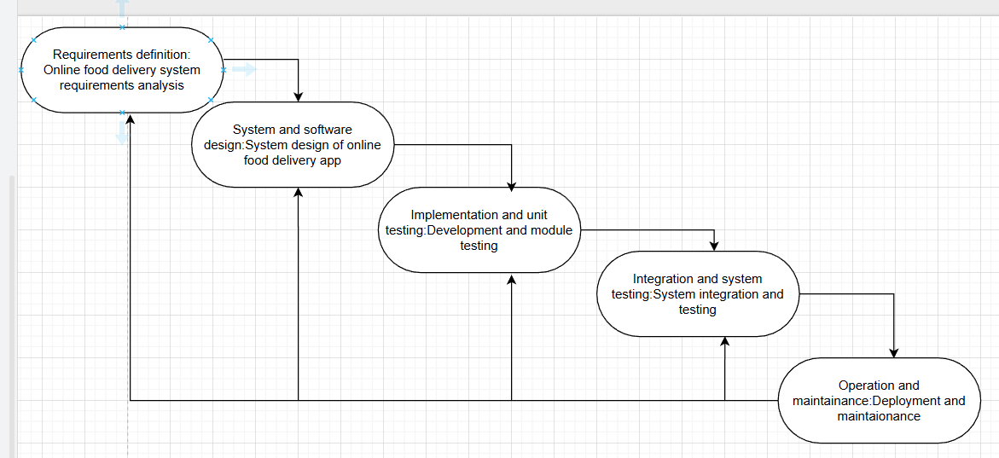 Requirements definition:
Online food delivery system
requirements analysis
System and software
design:System design of online
food delivery app
Implementation and unit
testing:Development and module
testing
Integration and system
testing:System integration and
testing
Operation and
maintainance:Deployment and
maintaionance